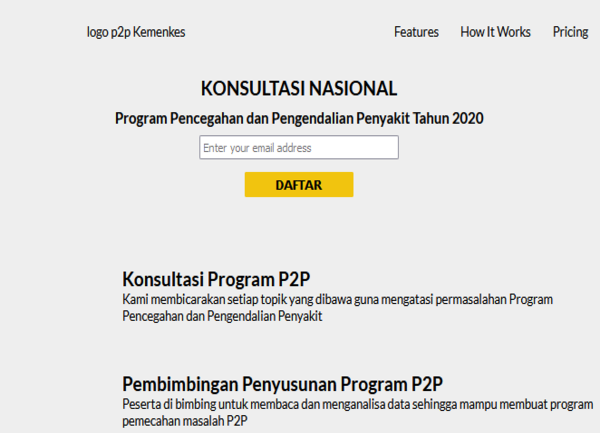 logo p2p Kemenkes
Features How It Works Pricing
KONSULTASI NASIONAL
Program Pencegahan dan Pengendalian Penyakit Tahun 2020
Enter your email address
DAFTAR
Konsultasi Program P2P
Kami membicarakan setiap topik yang dibawa guna mengatasi permasalahan Program
Pencegahan dan Pengendalian Penyakit
Pembimbingan Penyusunan Program P2P
Peserta di bimbing untuk membaca dan menganalisa data sehingga mampu membuat program
pemecahan masalah P2P